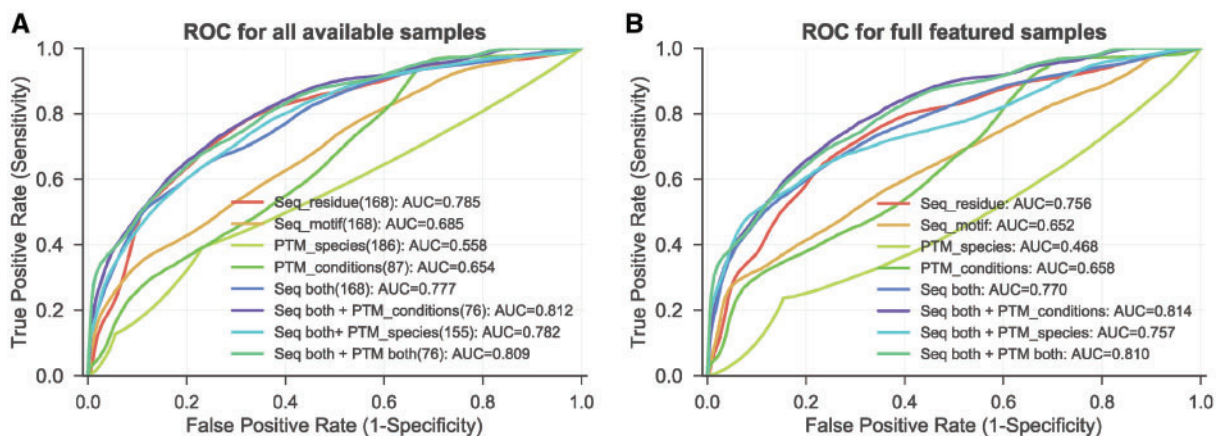 A
ROC for all available samples
True Positive Rate (Sensitivity)
1.0
0.8
0.6
0.4
0.2
0.0
Seq_residue(168): AUC=0.785
Seq_motif(168): AUC=0.685
PTM_species(186): AUC=0.558
PTM_conditions(87): AUC=0.654
Seq both(168): AUC=0.777
Seq both + PTM_conditions(76): AUC=0.812
Seq both+ PTM_species(155): AUC=0.782
Seq both + PTM both(76): AUC=0.809
0.0 0.2 0.4 0.6 0.8 1.0
False Positive Rate (1-Specificity)
B
ROC for full featured samples
True Positive Rate (Sensitivity)
1.0
0.8
0.6
0.4
0.2
0.0
Seq_residue: AUC=0.756
Seq_motif: AUC=0.652
PTM_species: AUC=0.468
PTM_conditions: AUC=0.658
Seq both: AUC=0.770
Seq both + PTM_conditions: AUC=0.814
Seq both + PTM_species: AUC=0.757
Seq both + PTM both: AUC=0.810
0.0 0.2 0.4 0.6 0.8 1.0
False Positive Rate (1-Specificity)